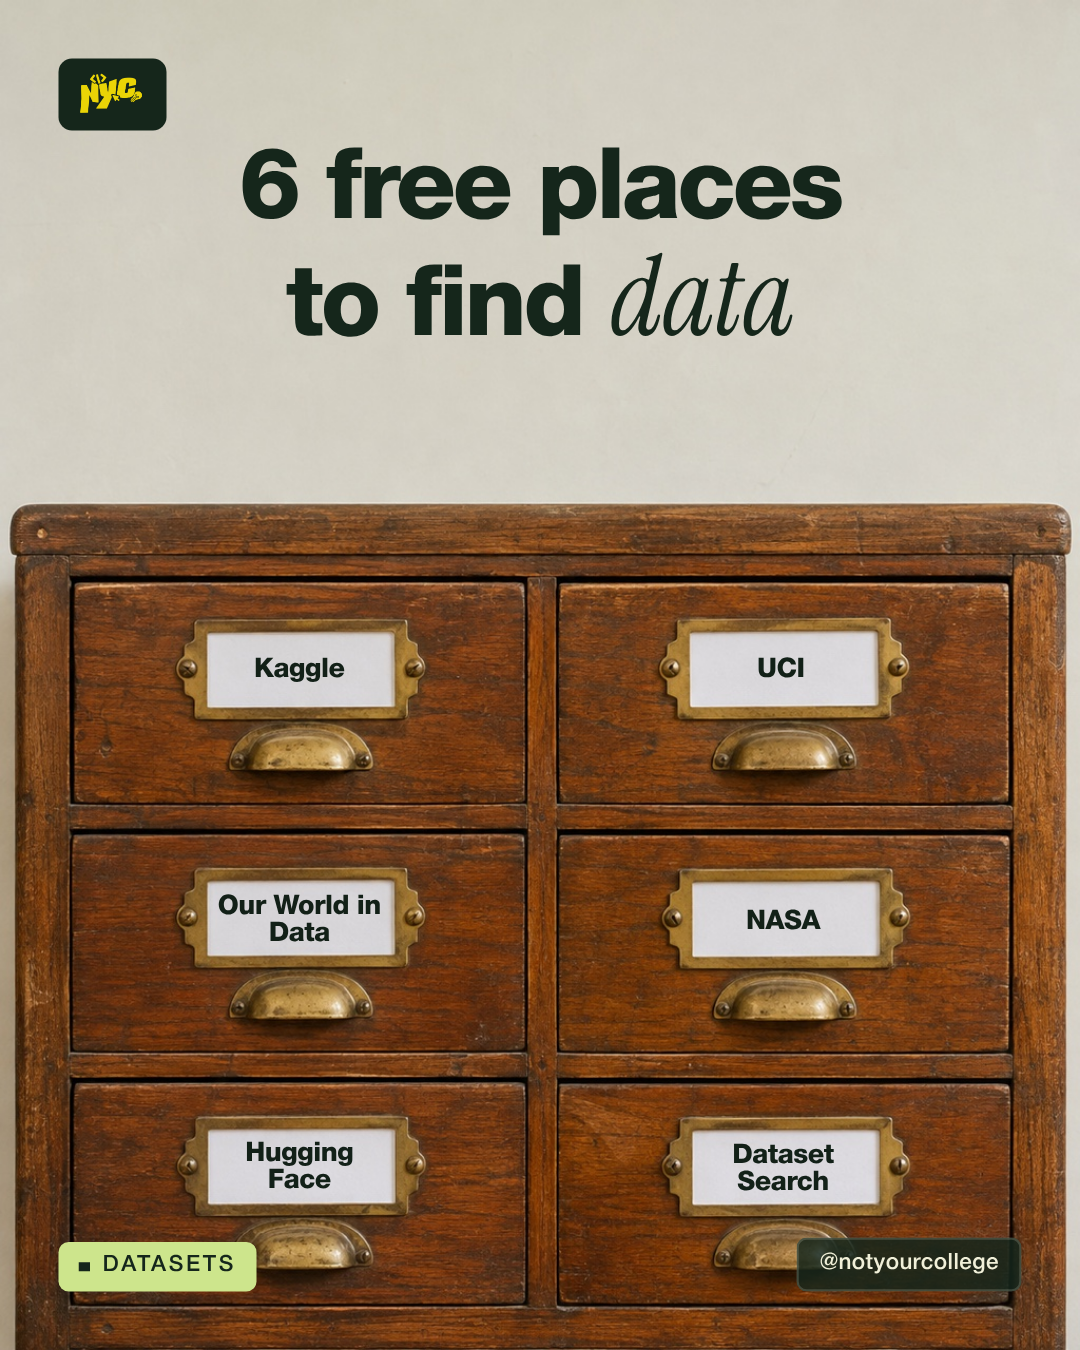 NYC
6 free places
to find data
Kaggle
UCI
Our World in
Data
NASA
Hugging
Face
Dataset
Search
DATASETS
@notyourcollege